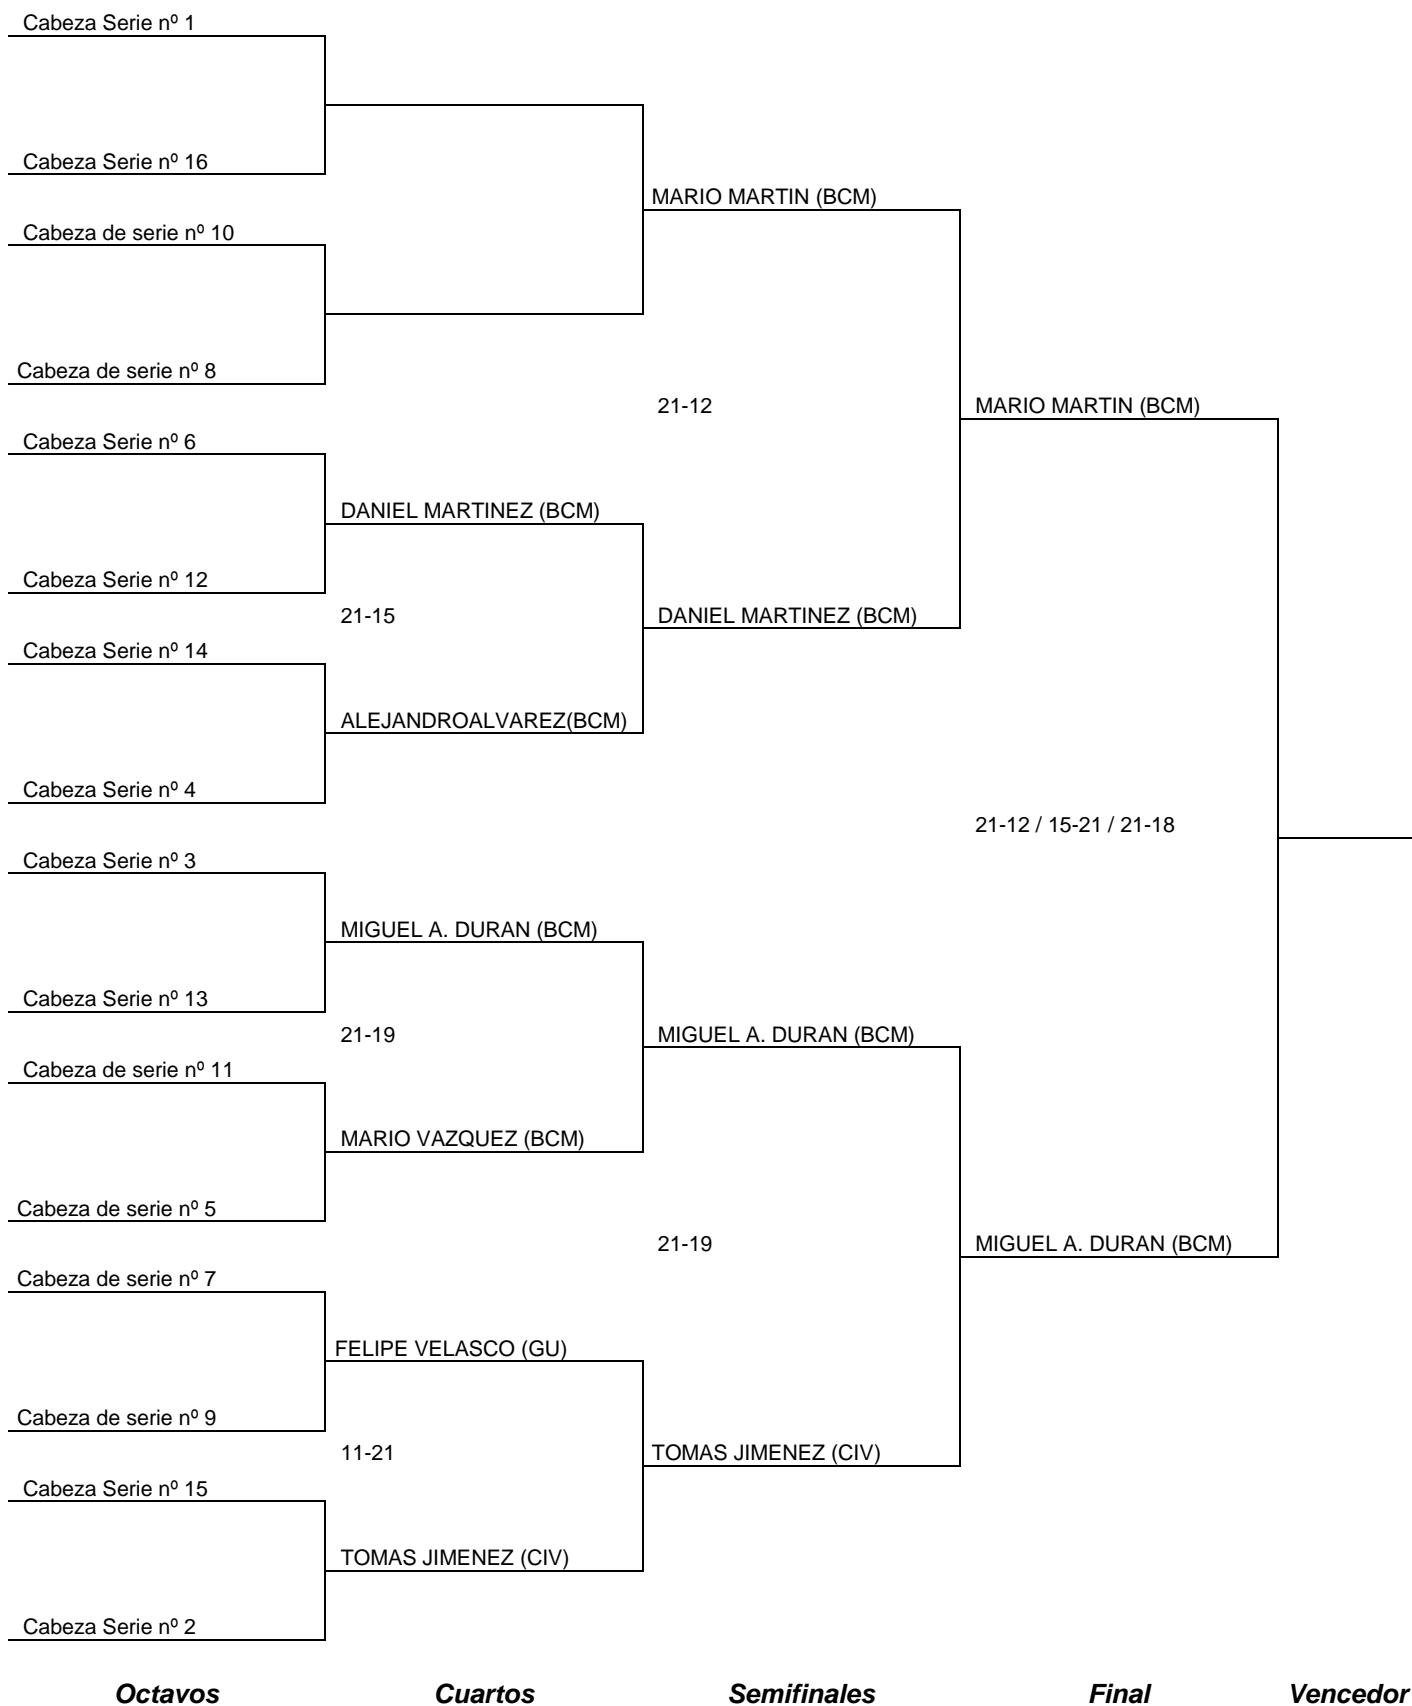 Cabeza Serie nº 1
Cabeza Serie nº 16
MARIO MARTIN (BCM)
Cabeza de serie nº 10
Cabeza de serie nº 8
21-12
MARIO MARTIN (BCM)
Cabeza Serie nº 6
DANIEL MARTINEZ (BCM)
Cabeza Serie nº 12
21-15
DANIEL MARTINEZ (BCM)
Cabeza Serie nº 14
ALEJANDROALVAREZ(BCM)
Cabeza Serie nº 4
21-12 / 15-21 / 21-18
Cabeza Serie nº 3
MIGUEL A. DURAN (BCM)
Cabeza Serie nº 13
21-19
MIGUEL A. DURAN (BCM)
Cabeza de serie nº 11
MARIO VAZQUEZ (BCM)
Cabeza de serie nº 5
21-19
MIGUEL A. DURAN (BCM)
Cabeza de serie nº 7
FELIPE VELASCO (GU)
Cabeza de serie nº 9
11-21
TOMAS JIMENEZ (CIV)
Cabeza Serie nº 15
TOMAS JIMENEZ (CIV)
Cabeza Serie nº 2
Octavos
Cuartos
Semifinales
Final
Vencedor